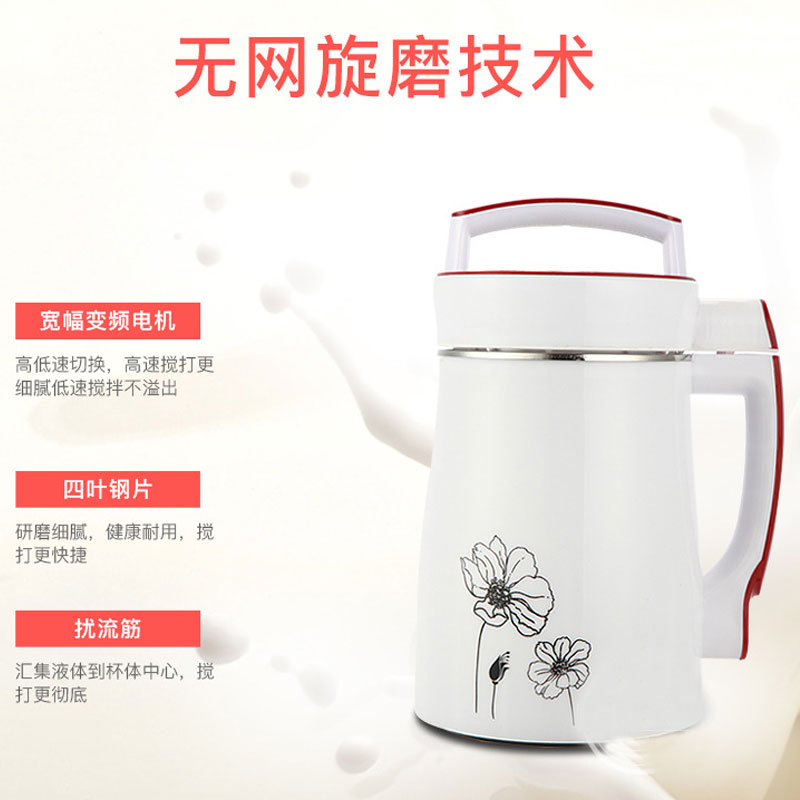 无网旋磨技术
宽幅变频电机
高低速切换，高速搅打更
细腻低速搅拌不溢出
四叶钢片
研磨细腻，健康耐用，搅
打更快捷
扰流筋
汇集液体到杯体中心，搅
打更彻底